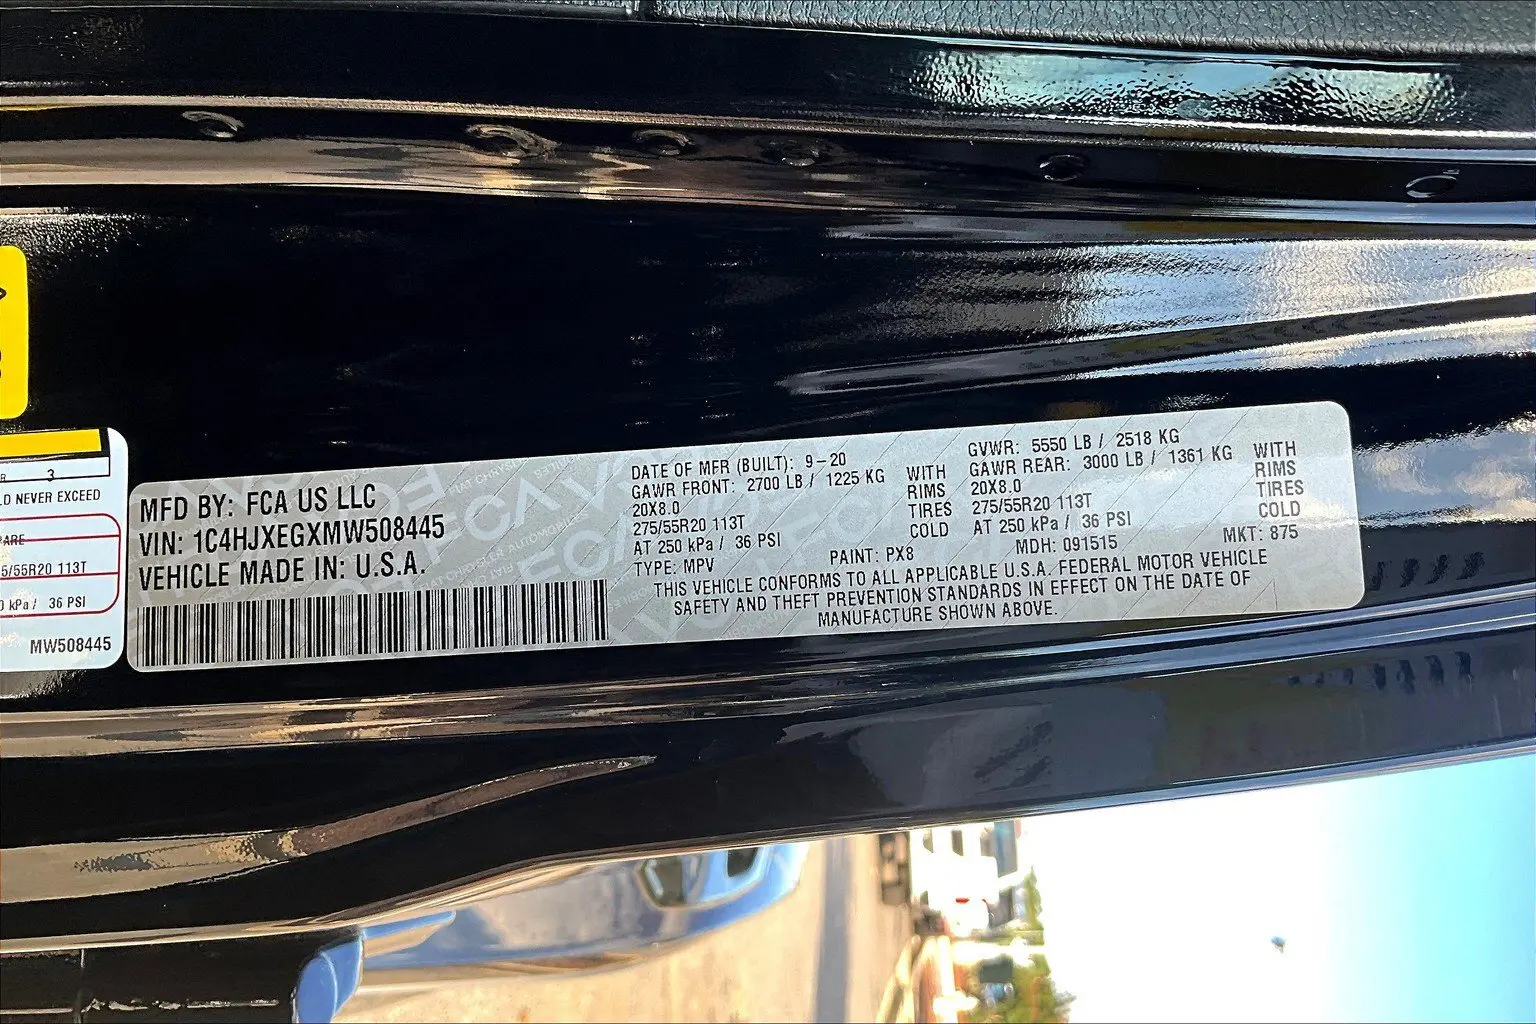 3
LD NEVER EXCEED
5/55R20 113T
0 kPa / 36 PSI
MW508445
MFD BY: FCA US LLC
VIN: 1C4HJXEGXMW508445
VEHICLE MADE IN: U.S.A.
DATE OF MFR (BUILT): 9-20
GAWR FRONT: 2700 LB / 1225 KG WITH
20X8.0 RIMS
275/55R20 113T TIRES
AT 250 kPa / 36 PSI COLD
TYPE: MPV
GVWR: 5550 LB / 2518 KG
GAWR REAR: 3000 LB / 1361 KG WITH
20X8.0 RIMS
275/55R20 113T TIRES
AT 250 kPa / 36 PSI COLD
PAINT: PX8 MDH: 091515 MKT: 875
THIS VEHICLE CONFORMS TO ALL APPLICABLE U.S.A. FEDERAL MOTOR VEHICLE
SAFETY AND THEFT PREVENTION STANDARDS IN EFFECT ON THE DATE OF
MANUFACTURE SHOWN ABOVE.